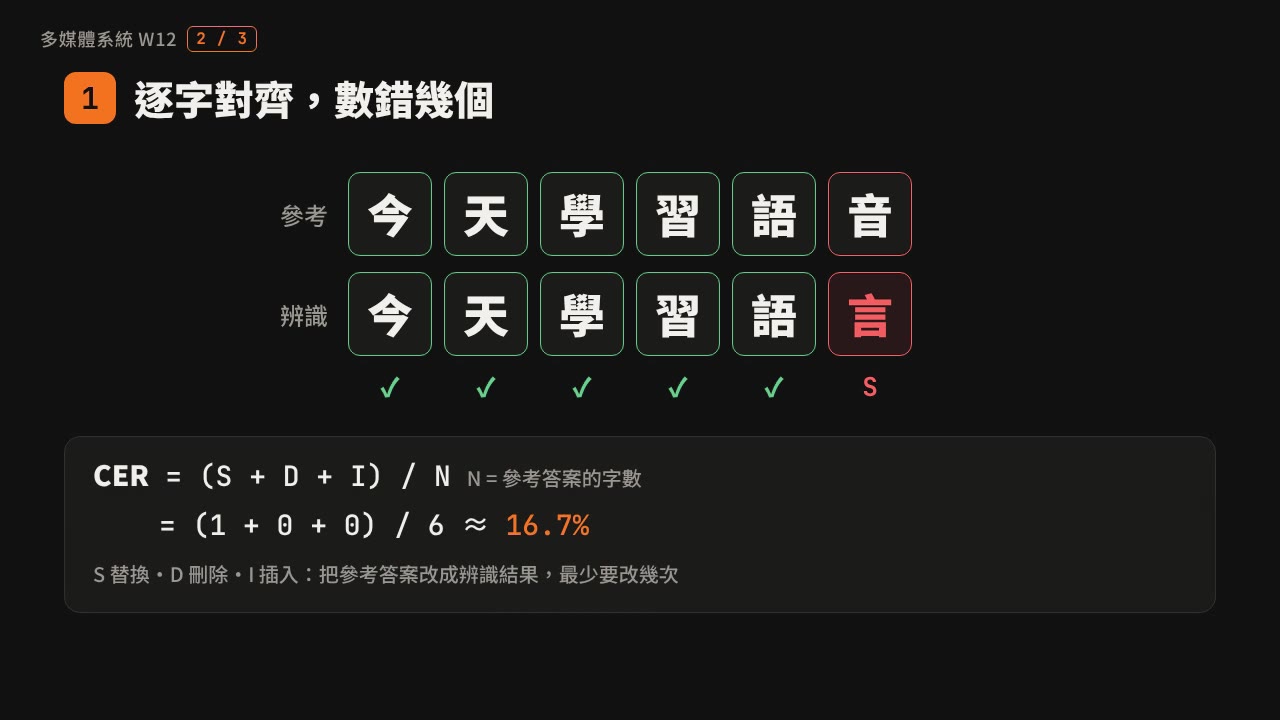 多媒體系統 W12 2 / 3
1 逐字對齊，數錯幾個
參考 今 天 學 習 語 音
辨識 今 天 學 習 語 言
✓ ✓ ✓ ✓ ✓ S
CER = (S + D + I) / N N = 參考答案的字數
= (1 + 0 + 0) / 6 ≈ 16.7%
S 替換・D 刪除・I 插入：把參考答案改成辨識結果，最少要改幾次